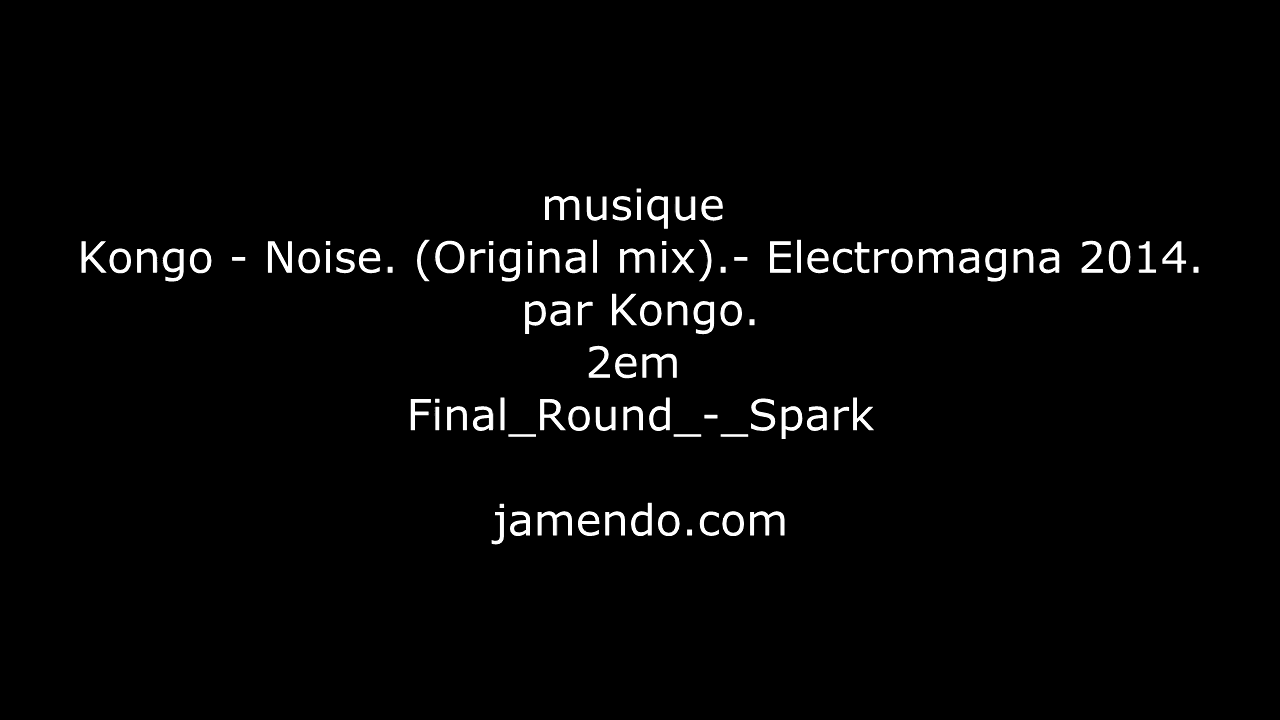 musique
Kongo - Noise. (Original mix).- Electromagna 2014.
par Kongo.
2em
Final_Round_-_Spark
jamendo.com